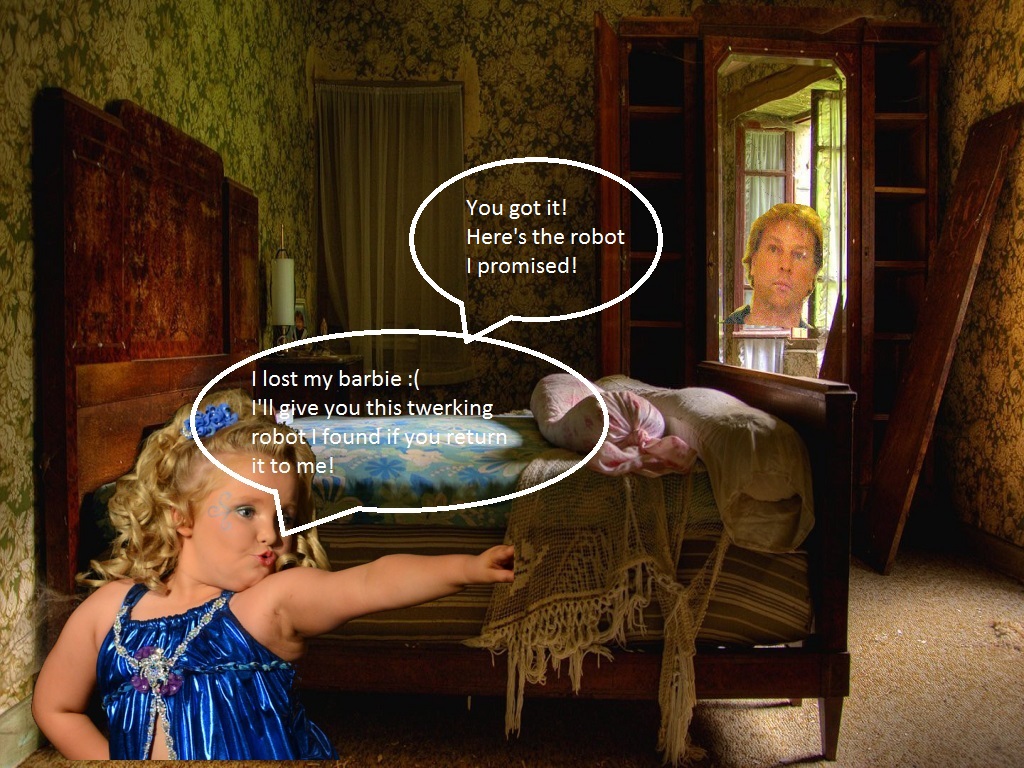 You got it!
Here's the robot
I promised!
I lost my barbie :(
I'll give you this twerking
robot I found if you return
it to me!